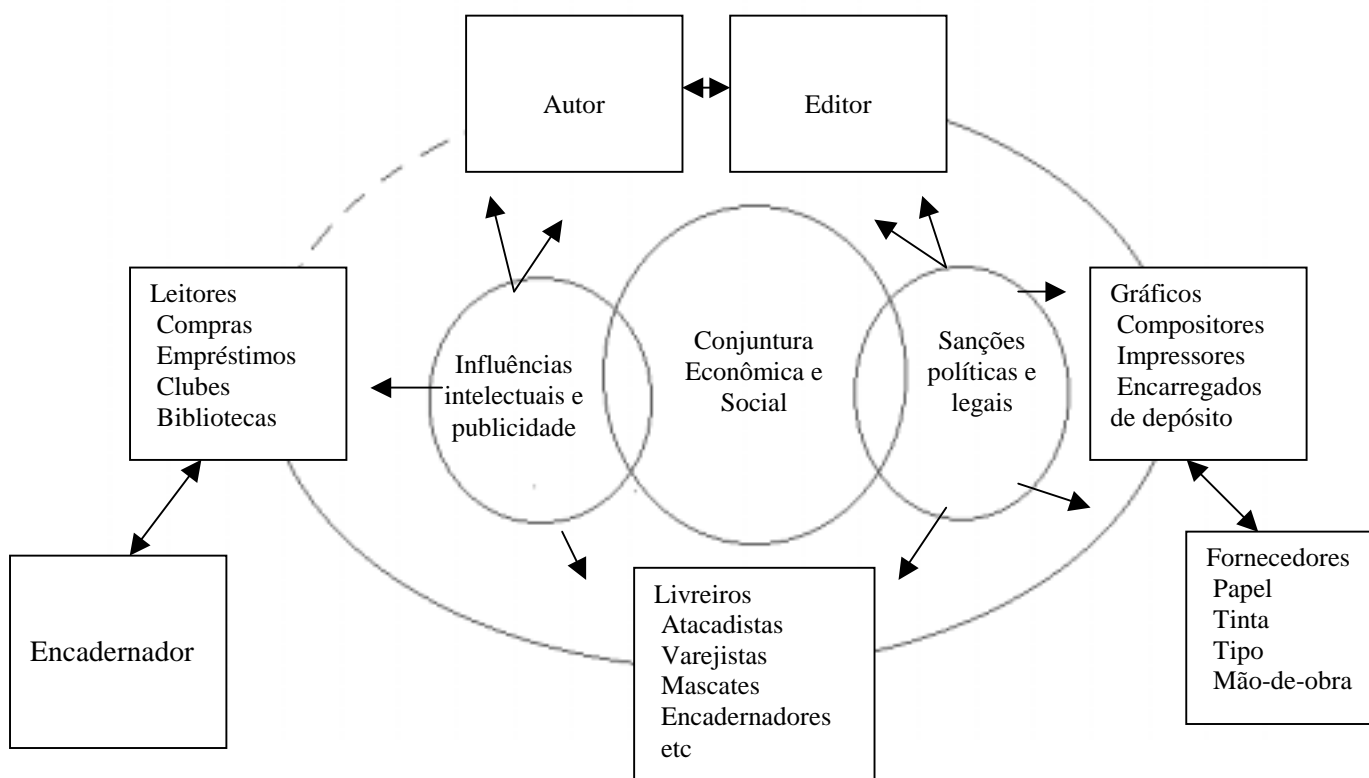 Autor
Editor
Leitores
Compras
Empréstimos
Clubes
Bibliotecas
Influências
intelectuais e
publicidade
Conjuntura
Econômica e
Social
Sanções
políticas e
legais
Gráficos
Compositores
Impressores
Encarregados
de depósito
Encadernador
Livreiros
Atacadistas
Varejistas
Mascates
Encadernadores
etc
Fornecedores
Papel
Tinta
Tipo
Mão-de-obra